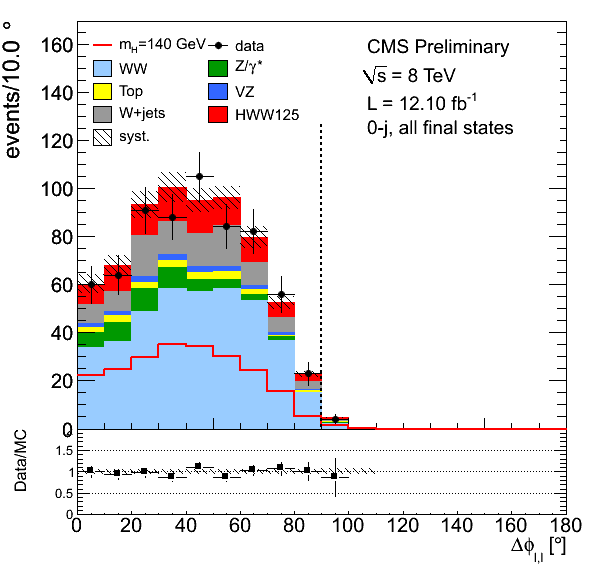 events/10.0 °
160
140
120
100
80
60
40
20
0
m_H=140 GeV
data
WW
Z/γ*
Top
VZ
W+jets
HWW125
syst.
CMS Preliminary
√s = 8 TeV
L = 12.10 fb⁻¹
0-j, all final states
Data/MC
2
1.5
1
0.5
0
0 20 40 60 80 100 120 140 160 180
Δϕ_l,l [°]